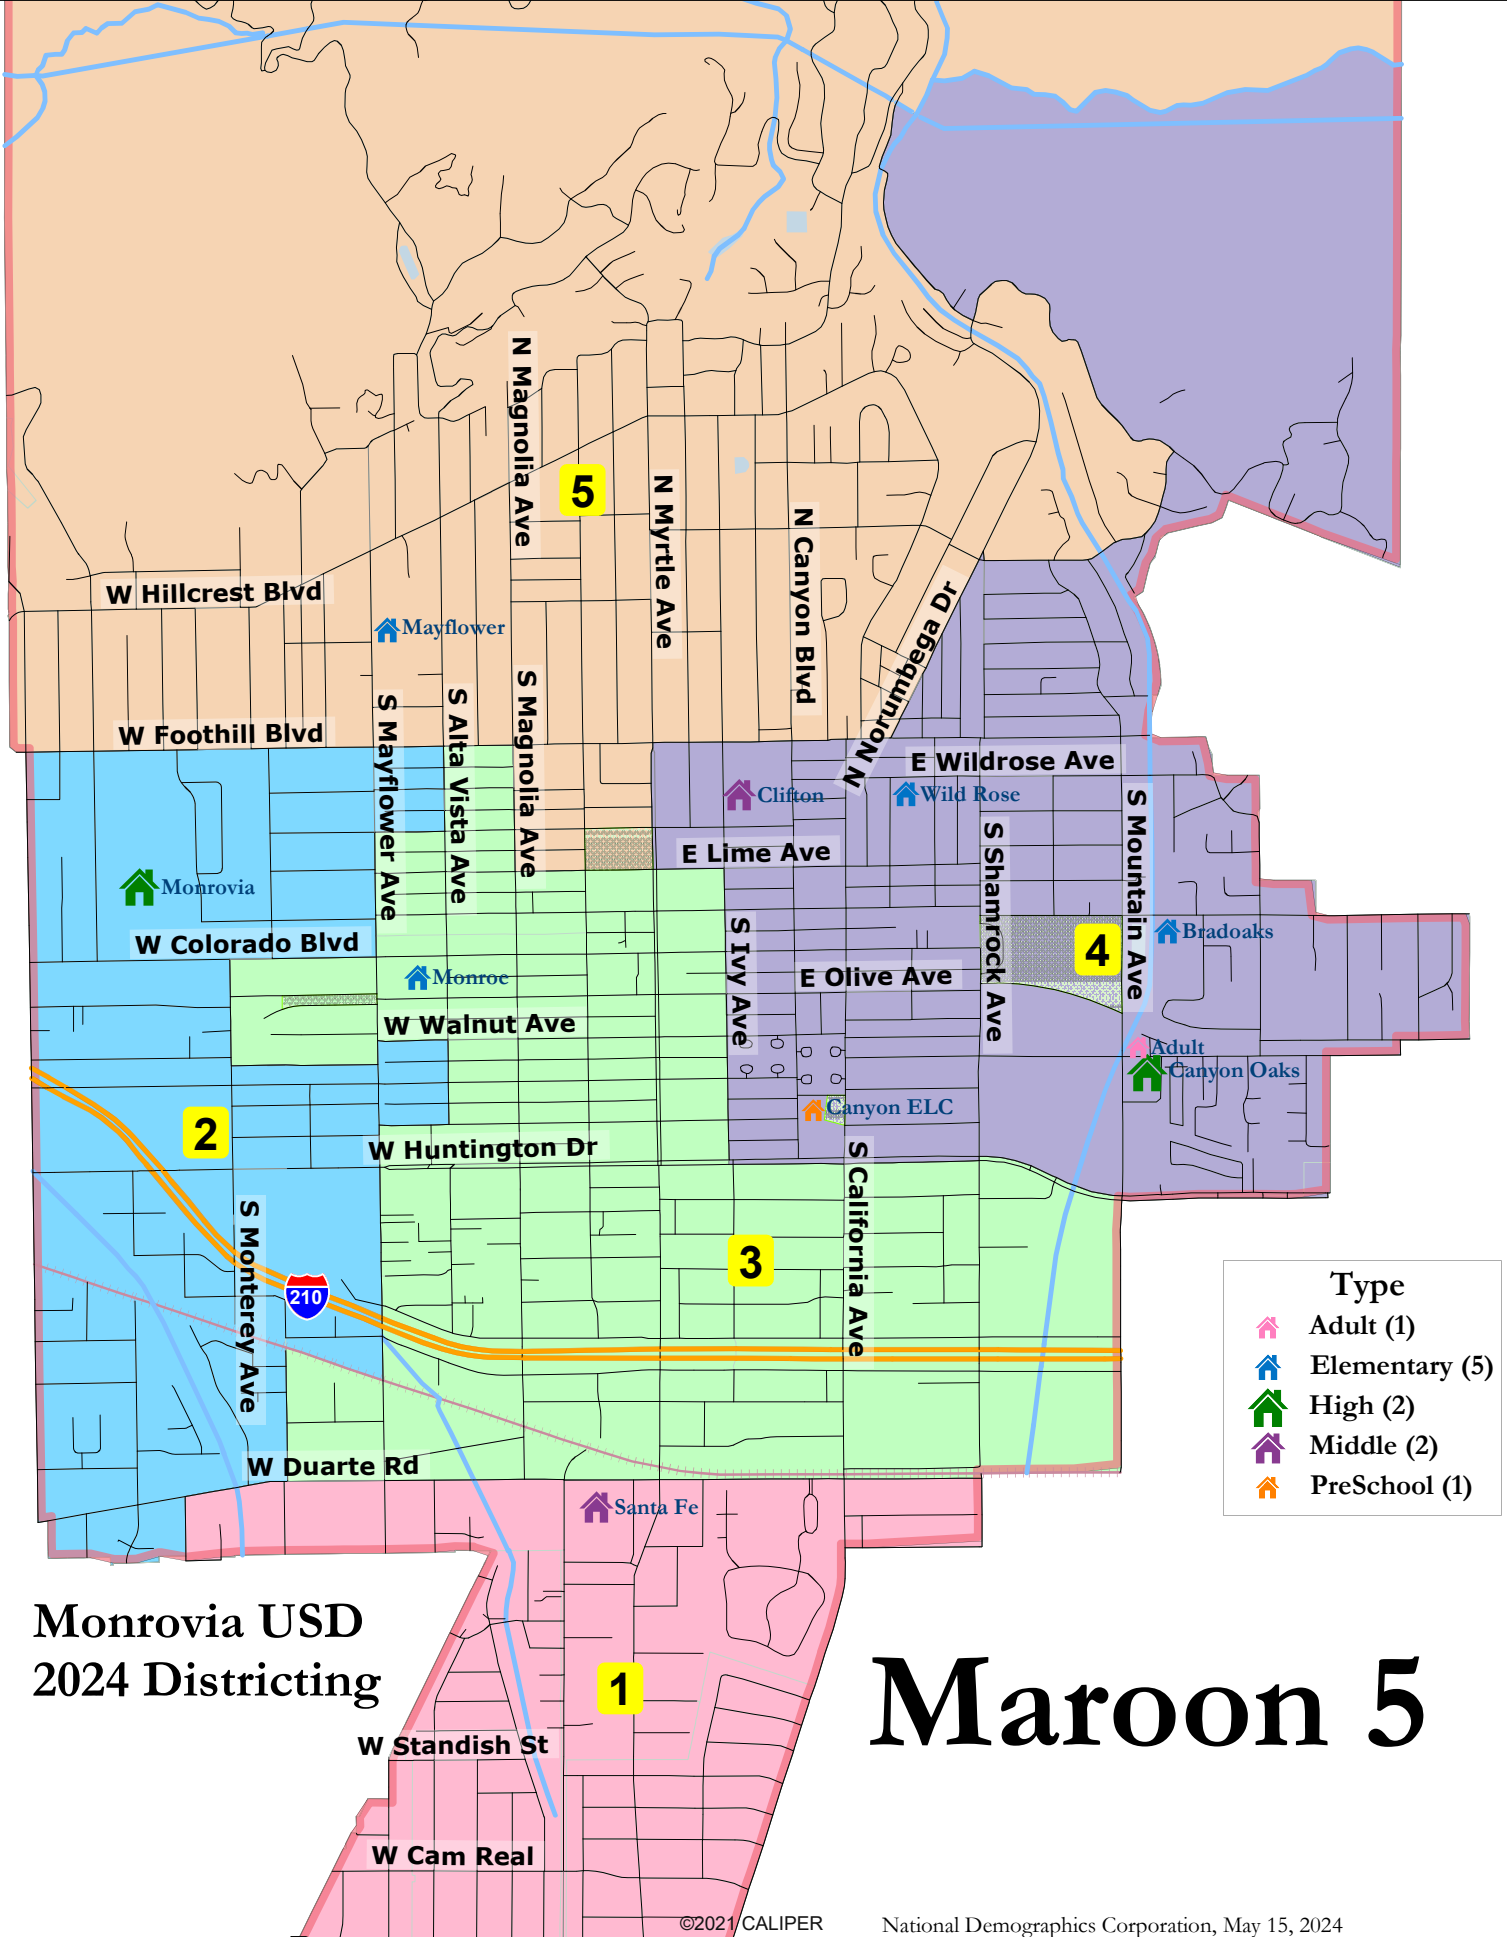 N Magnolia Ave
5
N Myrtle Ave
N Canyon Blvd
W Hillcrest Blvd
Mayflower
N Norumbega Dr
S Mayflower Ave
S Alta Vista Ave
S Magnolia Ave
W Foothill Blvd
E Wildrose Ave
Clifton
Wild Rose
S Mountain Ave
S Shamrock Ave
E Lime Ave
Monrovia
W Colorado Blvd
S Ivy Ave
4
Bradoaks
Monroe
E Olive Ave
W Walnut Ave
Adult
Canyon Oaks
2
Canyon ELC
W Huntington Dr
S California Ave
S Monterey Ave
3
210
Type
Adult (1)
Elementary (5)
High (2)
Middle (2)
PreSchool (1)
W Duarte Rd
Santa Fe
Monrovia USD
2024 Districting
1
Maroon 5
W Standish St
W Cam Real
©2021 CALIPER
National Demographics Corporation, May 15, 2024